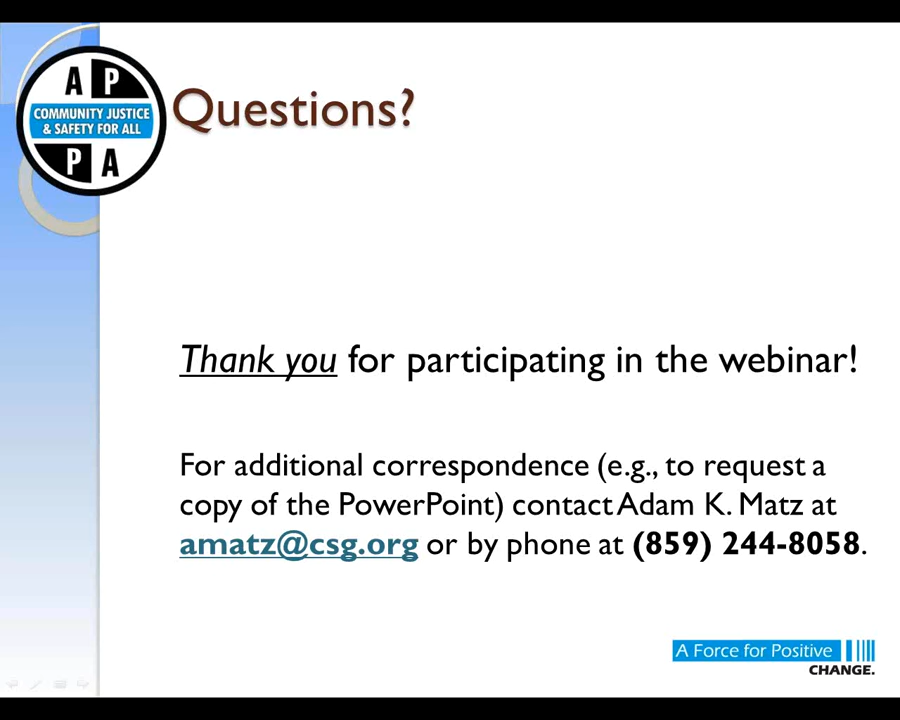 A P
COMMUNITY JUSTICE
& SAFETY FOR ALL
P A
Questions?
Thank you for participating in the webinar!
For additional correspondence (e.g., to request a
copy of the PowerPoint) contact Adam K. Matz at
amatz@csg.org or by phone at (859) 244-8058.
A Force for Positive
CHANGE.